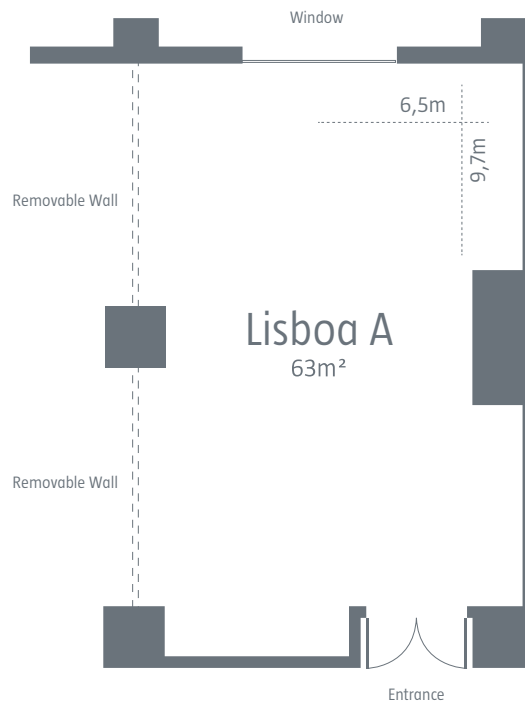 Window
6,5m
9,7m
Removable Wall
Lisboa A
63m²
Removable Wall
Entrance